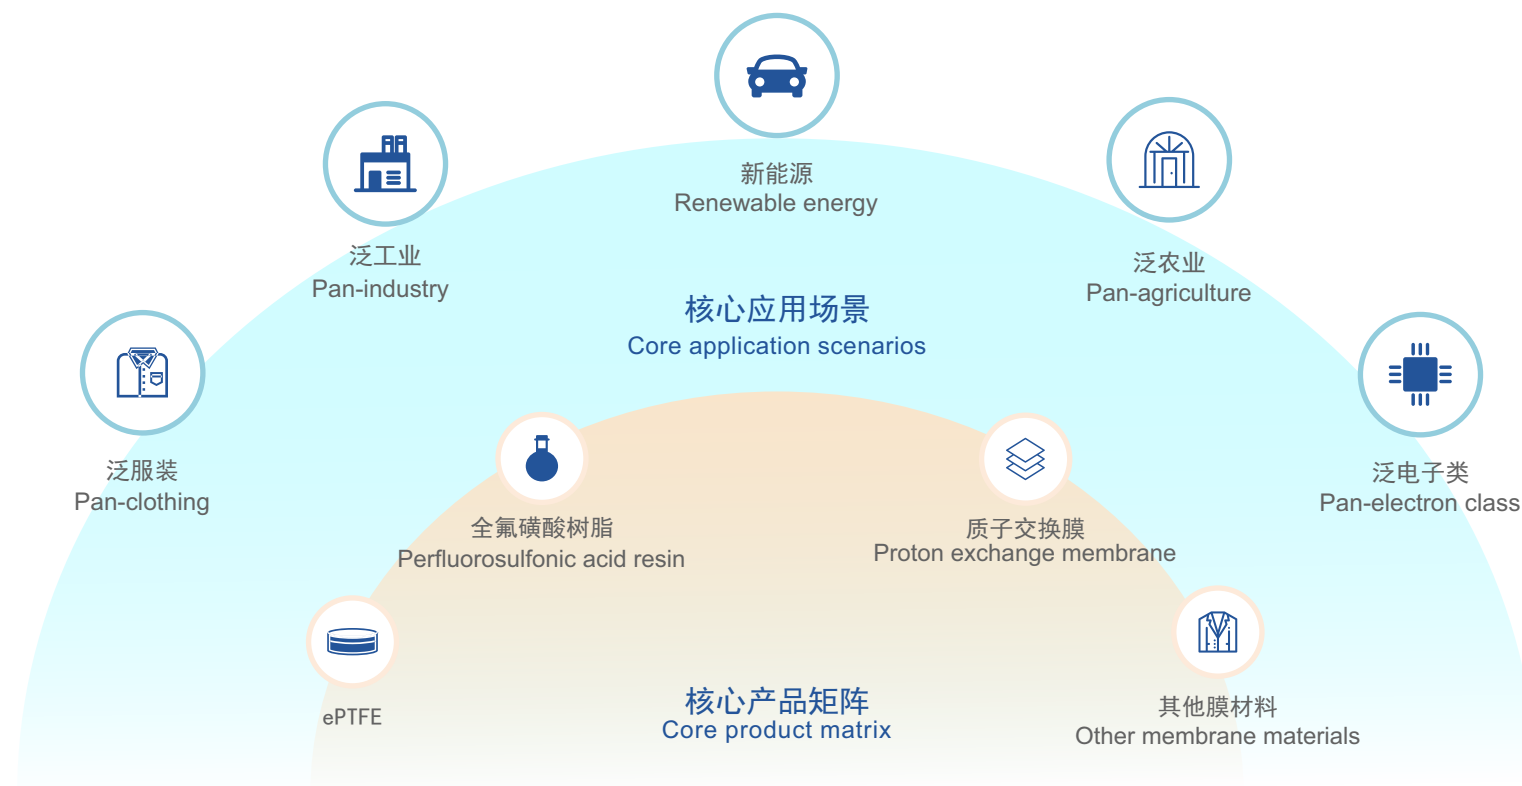 新能源
Renewable energy
泛工业
Pan-industry
泛农业
Pan-agriculture
核心应用场景
Core application scenarios
泛服装
Pan-clothing
泛电子类
Pan-electron class
全氟磺酸树脂
Perfluorosulfonic acid resin
质子交换膜
Proton exchange membrane
ePTFE
核心产品矩阵
Core product matrix
其他膜材料
Other membrane materials